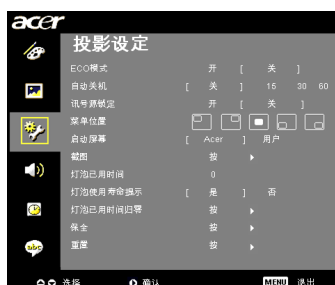 acer
投影设定
ECO模式 开 [ 关 ]
自动关机 [ 关 ] 15 30 60
讯号源锁定 开 [ 关 ]
菜单位置
启动屏幕 [ Acer ] 用户
截图 按
灯泡已用时间 0
灯泡使用寿命提示 [ 是 ] 否
灯泡已用时间归零 按
保全 按
重置 按
abc
选择 确认 MENU 退出